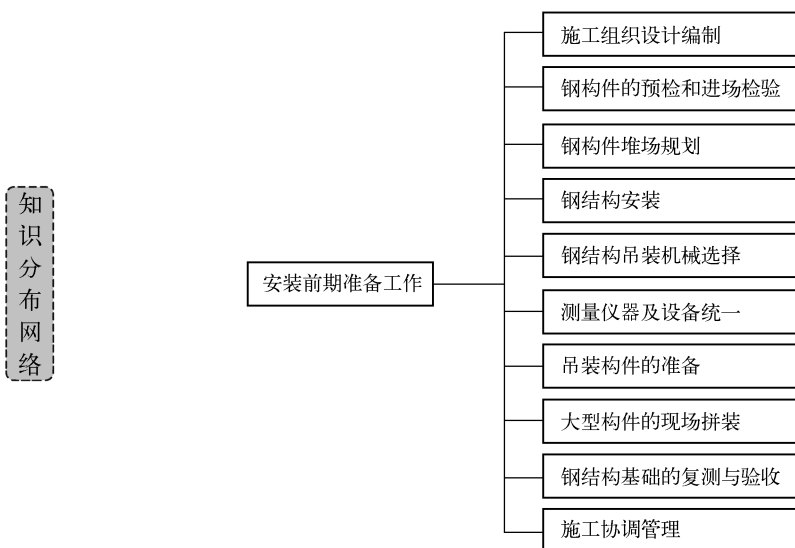 知识分布网络
安装前期准备工作
施工组织设计编制
钢构件的预检和进场检验
钢构件堆场规划
钢结构安装
钢结构吊装机械选择
测量仪器及设备统一
吊装构件的准备
大型构件的现场拼装
钢结构基础的复测与验收
施工协调管理